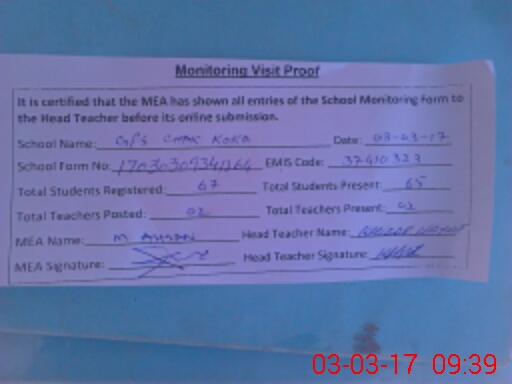 Monitoring Visit Proof
It is certified that the MEA has shown all entries of the School Monitoring Form to
the Head Teacher before its online submission.
School Name: GPS CHAK KOKA Date: 03-03-17
School Form No: EMIS Code: 37410323
Total Students Registered: 67 Total Students Present: 65
Total Teachers Posted: 02 Total Teachers Present: 02
MEA Name: M AHSAN Head Teacher Name:
MEA Signature: Head Teacher Signature:
03-03-17 09:39